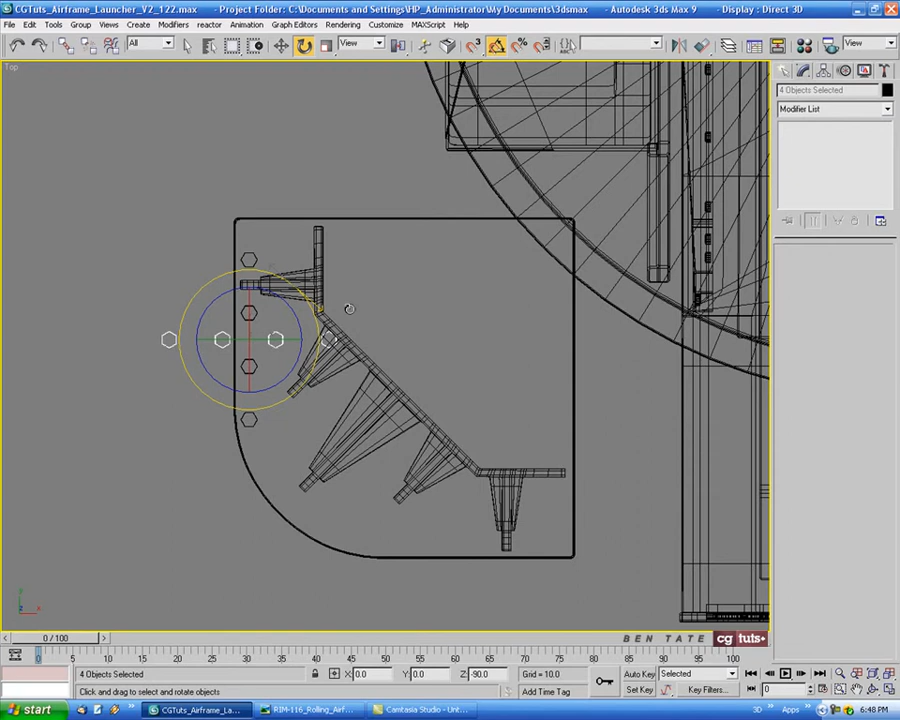 CGTuts_Airframe_Launcher_V2_122.max - Project Folder: C:\Documents and Settings\HP_Administrator\My Documents\3dsmax - Autodesk 3ds Max 9 - Display : Direct 3D
File Edit Tools Group Views Create Modifiers reactor Animation Graph Editors Rendering Customize MAXScript Help
All View View
Top
4 Objects Selected
Modifier List
y x z
BEN TATE cg tuts+
0 / 100
0 5 10 15 20 25 30 35 40 45 50 55 60 65 70 75 80 85 90 95 100
4 Objects Selected X: 0.0 Y: 0.0 Z: -90.0 Grid = 10.0 Auto Key Selected
Click and drag to select and rotate objects Add Time Tag Set Key Key Filters... 0
start CGTuts_Airframe_La... RIM-116_Rolling_Airf... Camtasia Studio - Unt... 3D Apps 6:48 PM